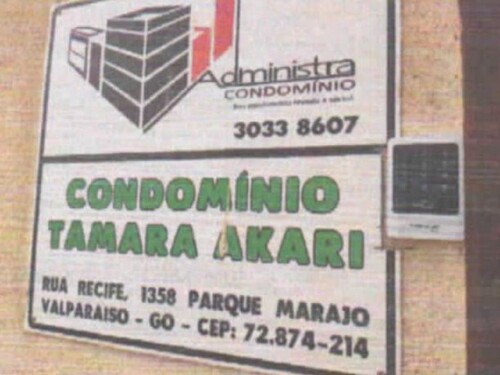 Administra
CONDOMÍNIO
3033 8607
CONDOMÍNIO
TAMARA AKARI
RUA RECIFE, 1358 PARQUE MARAJO
VALPARAISO - GO - CEP: 72.874-214